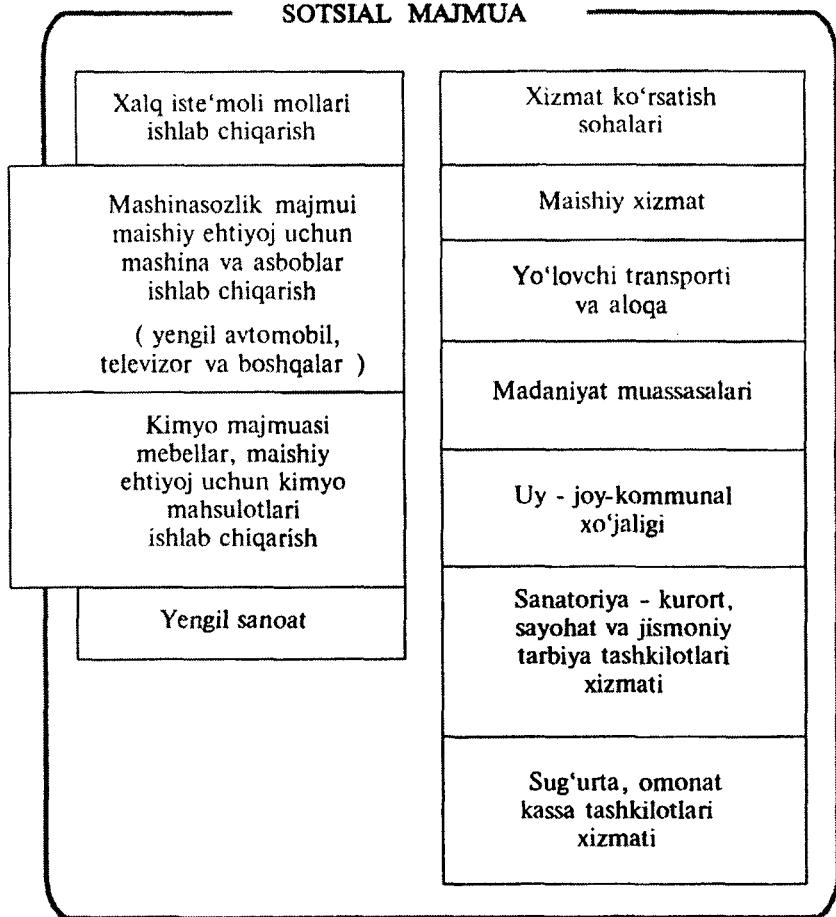 SOTSIAL MAJMUA
Xalq iste‘moli mollari
ishlab chiqarish
Mashinasozlik majmui
maishiy ehtiyoj uchun
mashina va asboblar
ishlab chiqarish
( yengil avtomobil,
televizor va boshqalar )
Kimyo majmuasi
mebellar, maishiy
ehtiyoj uchun kimyo
mahsulotlari
ishlab chiqarish
Yengil sanoat
Xizmat ko‘rsatish
sohalari
Maishiy xizmat
Yo‘lovchi transporti
va aloqa
Madaniyat muassasalari
Uy - joy-kommunal
xo‘jaligi
Sanatoriya - kurort,
sayohat va jismoniy
tarbiya tashkilotlari
xizmati
Sug‘urta, omonat
kassa tashkilotlari
xizmati